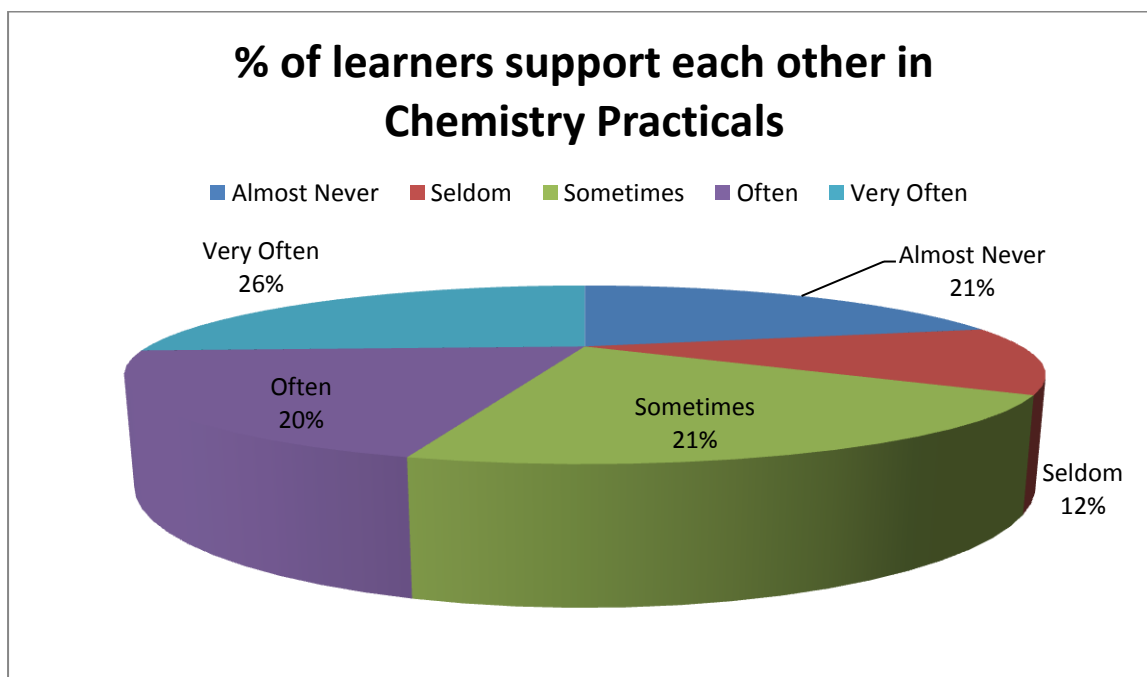 % of learners support each other in
Chemistry Practicals
Almost Never Seldom Sometimes Often Very Often
Very Often
26%
Almost Never
21%
Often
20%
Sometimes
21%
Seldom
12%